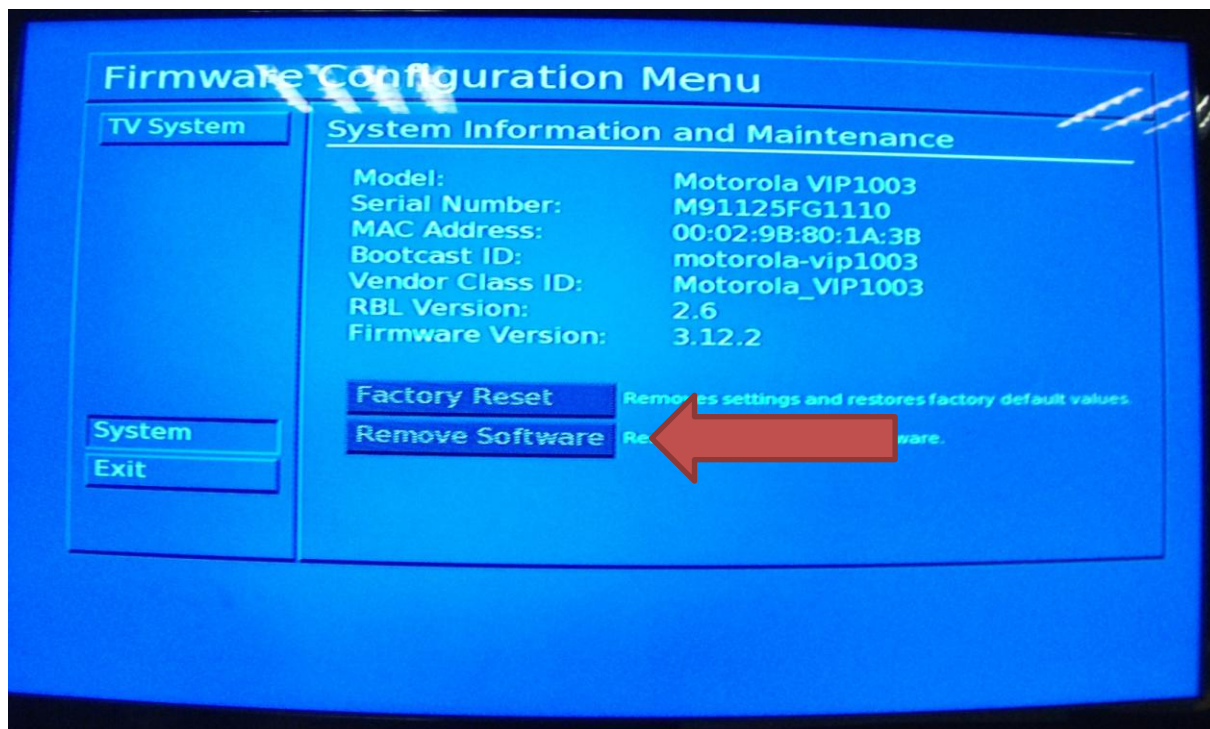 Firmware Configuration Menu
TV System
System Information and Maintenance
Model: Motorola VIP1003
Serial Number: M91125FG1110
MAC Address: 00:02:9B:80:1A:3B
Bootcast ID: motorola-vip1003
Vendor Class ID: Motorola_VIP1003
RBL Version: 2.6
Firmware Version: 3.12.2
Factory Reset Removes settings and restores factory default values.
System
Remove Software
Exit